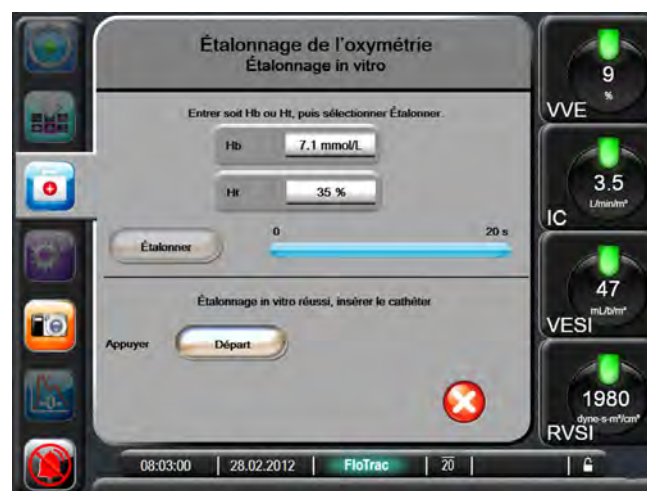 Étalonnage de l'oxymétrie
Étalonnage in vitro
Entrer soit Hb ou Ht, puis sélectionner Étalonner.
Hb 7.1 mmol/L
Ht 35 %
0 20 s
Étalonner
Étalonnage in vitro réussi, insérer le cathéter
Appuyer Départ
9
%
VVE
3.5
L/min/m²
IC
47
mL/b/m²
VESI
1980
dyne-s-m²/cm⁵
RVSI
08:03:00 28.02.2012 FloTrac 20